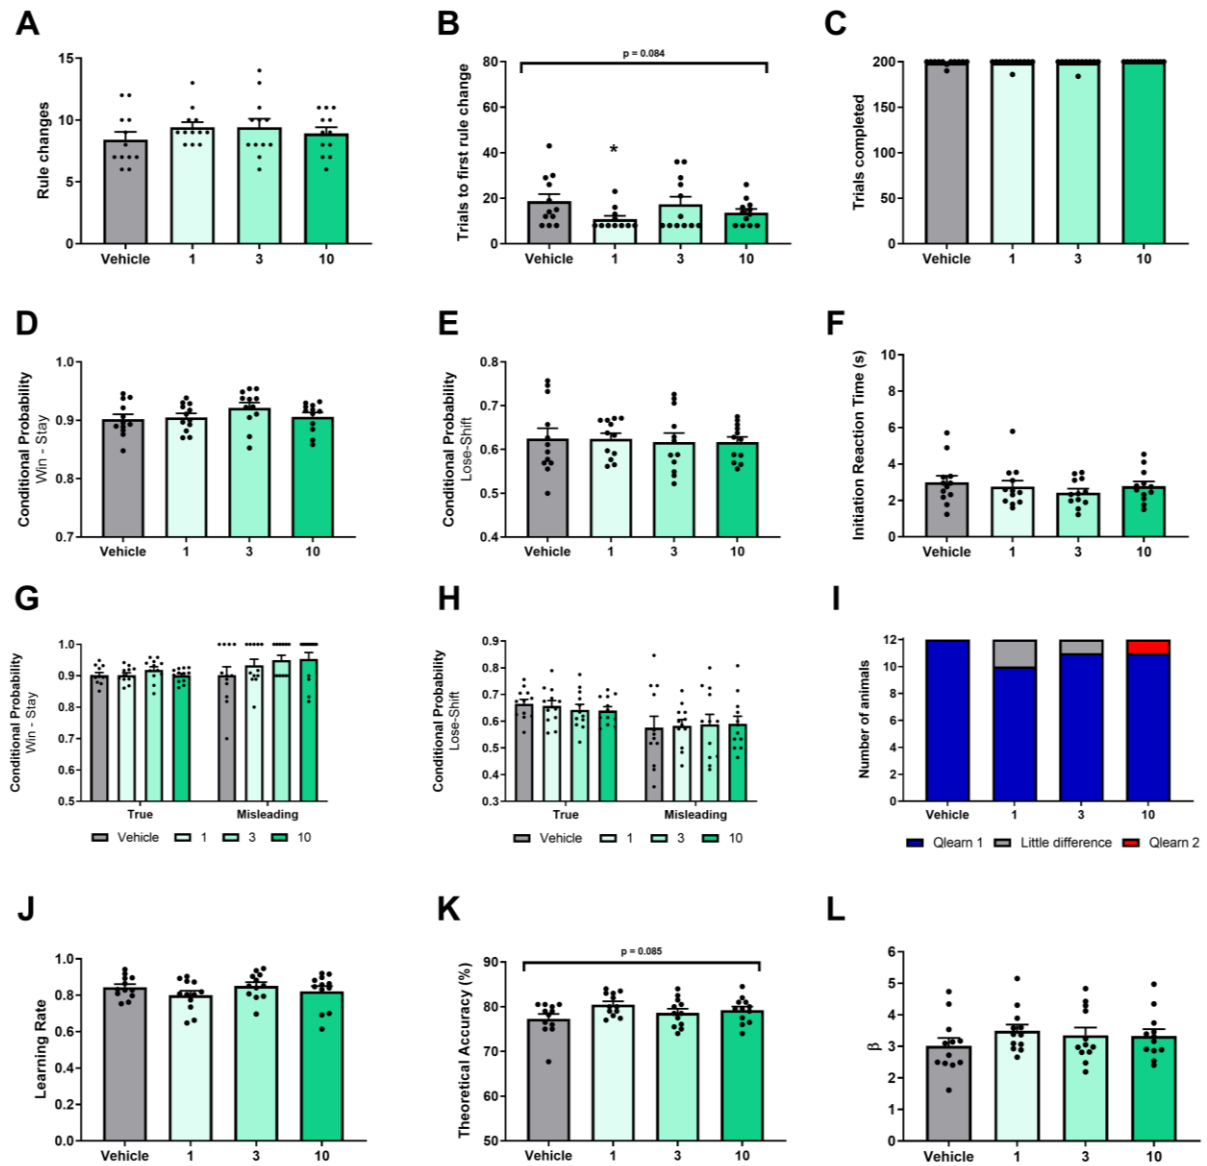 A
Rule changes
15
10
5
0
Vehicle 1 3 10
B
p = 0.084
Trials to first rule change
80
60
40
20
0
*
Vehicle 1 3 10
C
Trials completed
200
150
100
50
0
Vehicle 1 3 10
D
Conditional Probability
Win - Stay
1.0
0.9
0.8
0.7
Vehicle 1 3 10
E
Conditional Probability
Lose-Shift
0.8
0.7
0.6
0.5
0.4
Vehicle 1 3 10
F
Initiation Reaction Time (s)
10
8
6
4
2
0
Vehicle 1 3 10
G
Conditional Probability
Win - Stay
1.0
0.9
0.8
0.7
0.6
0.5
True Misleading
Vehicle 1 3 10
H
Conditional Probability
Lose-Shift
0.9
0.8
0.7
0.6
0.5
0.4
0.3
True Misleading
Vehicle 1 3 10
I
Number of animals
12
10
8
6
4
2
0
Vehicle 1 3 10
Qlearn 1 Little difference Qlearn 2
J
Learning Rate
1.0
0.8
0.6
0.4
0.2
0.0
Vehicle 1 3 10
K
p = 0.085
Theoretical Accuracy (%)
90
80
70
60
50
Vehicle 1 3 10
L
β
6
5
4
3
2
1
0
Vehicle 1 3 10